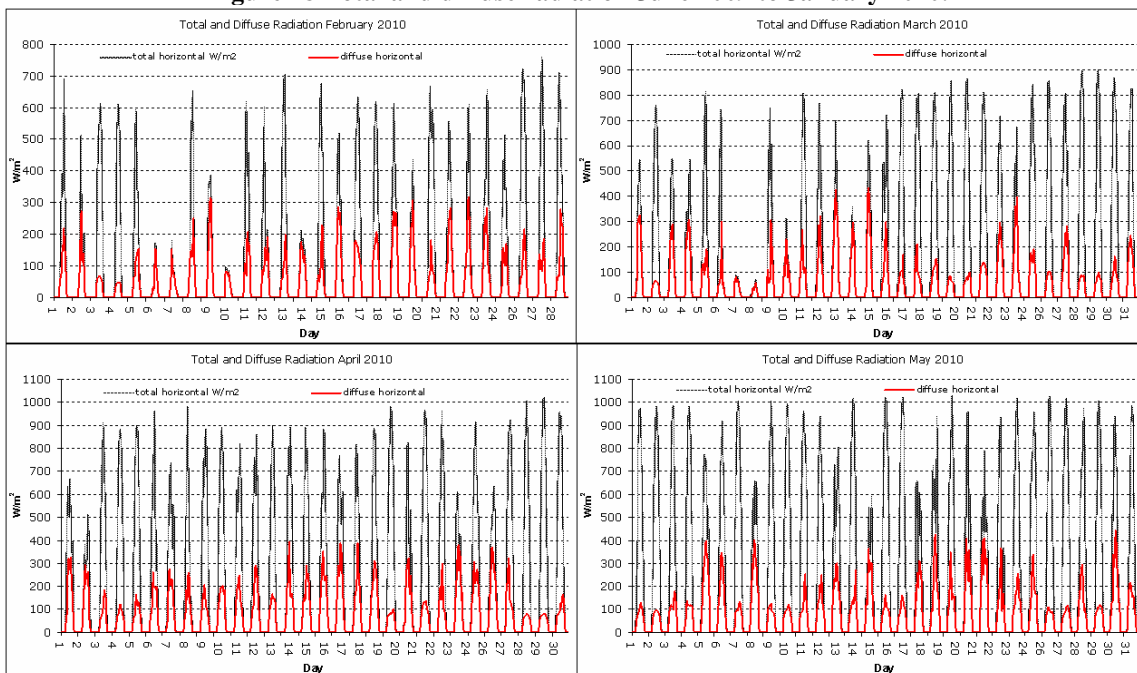 Total and diffuse radiation
Total and Diffuse Radiation February 2010
total horizontal W/m2 diffuse horizontal
800
700
600
500
400
300
200
100
0
W/m²
1 2 3 4 5 6 7 8 9 10 11 12 13 14 15 16 17 18 19 20 21 22 23 24 25 26 27 28
Day
Total and Diffuse Radiation March 2010
total horizontal W/m2 diffuse horizontal
1000
900
800
700
600
500
400
300
200
100
0
W/m²
1 2 3 4 5 6 7 8 9 10 11 12 13 14 15 16 17 18 19 20 21 22 23 24 25 26 27 28 29 30 31
Day
Total and Diffuse Radiation April 2010
total horizontal W/m2 diffuse horizontal
1100
1000
900
800
700
600
500
400
300
200
100
0
W/m²
1 2 3 4 5 6 7 8 9 10 11 12 13 14 15 16 17 18 19 20 21 22 23 24 25 26 27 28 29 30
Day
Total and Diffuse Radiation May 2010
total horizontal W/m2 diffuse horizontal
1100
1000
900
800
700
600
500
400
300
200
100
0
W/m²
1 2 3 4 5 6 7 8 9 10 11 12 13 14 15 16 17 18 19 20 21 22 23 24 25 26 27 28 29 30 31
Day